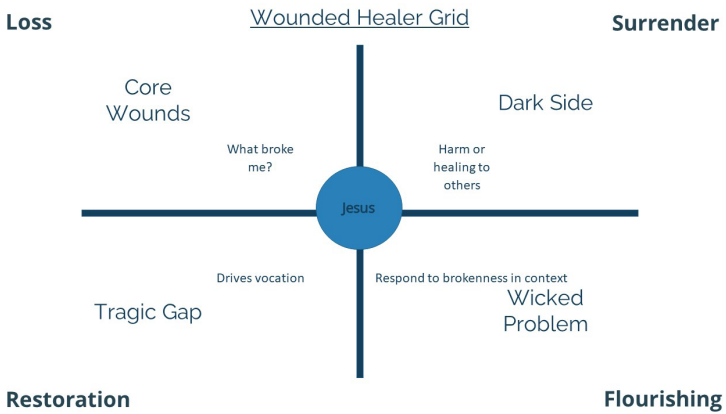 Loss
Wounded Healer Grid
Surrender
Core
Wounds
Dark Side
What broke
me?
Harm or
healing to
others
Jesus
Drives vocation
Respond to brokenness in context
Tragic Gap
Wicked
Problem
Restoration
Flourishing